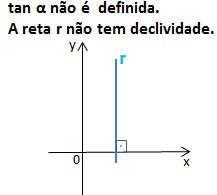 tan α não é definida.
A reta r não tem declividade.
y
r
0
x